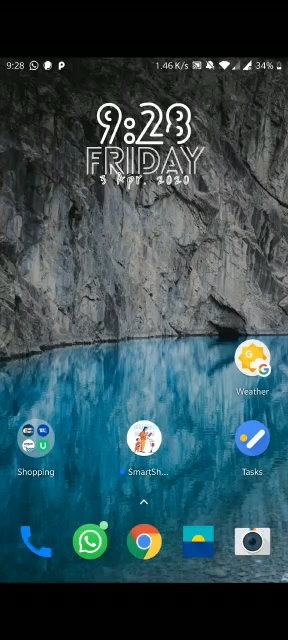 9:28
1.46 K/s
34%
9:28
FRIDAY
3 Apr. 2020
Weather
Shopping
SmartSh...
Tasks